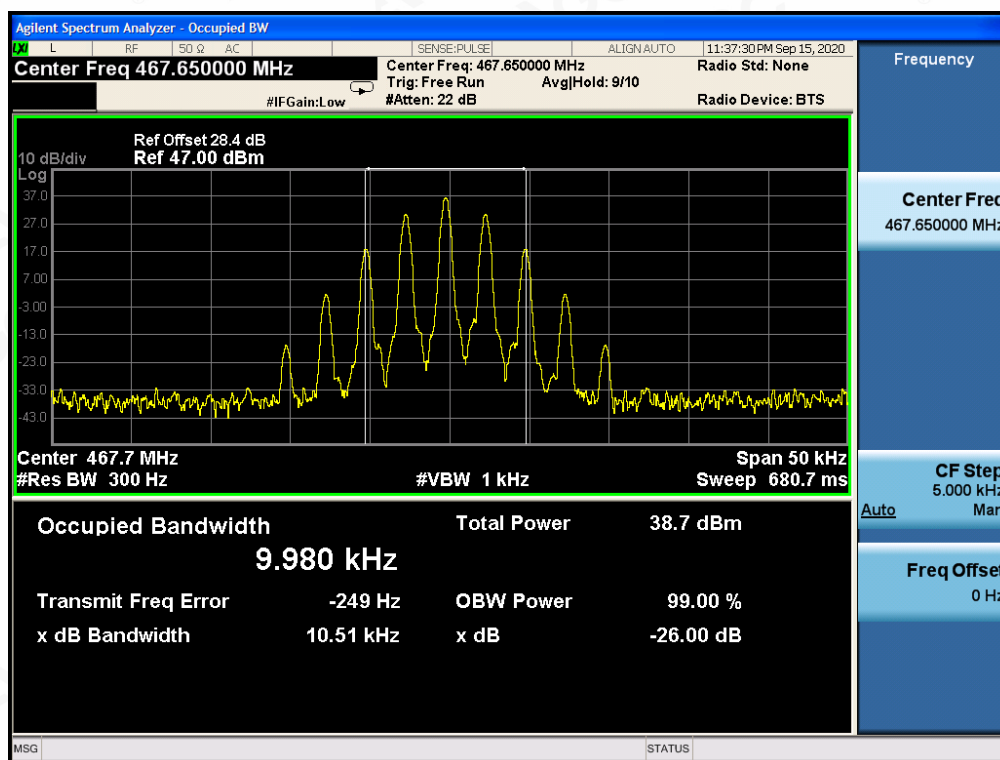 Agilent Spectrum Analyzer - Occupied BW
LXI L RF 50 Ω AC SENSE:PULSE ALIGN AUTO 11:37:30 PM Sep 15, 2020
Center Freq 467.650000 MHz
Center Freq: 467.650000 MHz
Radio Std: None
Trig: Free Run
Avg|Hold: 9/10
#IFGain:Low
#Atten: 22 dB
Radio Device: BTS
Ref Offset 28.4 dB
10 dB/div
Ref 47.00 dBm
Log
37.0
27.0
17.0
7.00
-3.00
-13.0
-23.0
-33.0
-43.0
Center 467.7 MHz
Span 50 kHz
#Res BW 300 Hz
#VBW 1 kHz
Sweep 680.7 ms
Occupied Bandwidth
Total Power
38.7 dBm
9.980 kHz
Transmit Freq Error
-249 Hz
OBW Power
99.00 %
x dB Bandwidth
10.51 kHz
x dB
-26.00 dB
MSG
STATUS
Frequency
Center Freq
467.650000 MHz
CF Step
5.000 kHz
Auto
Man
Freq Offset
0 Hz